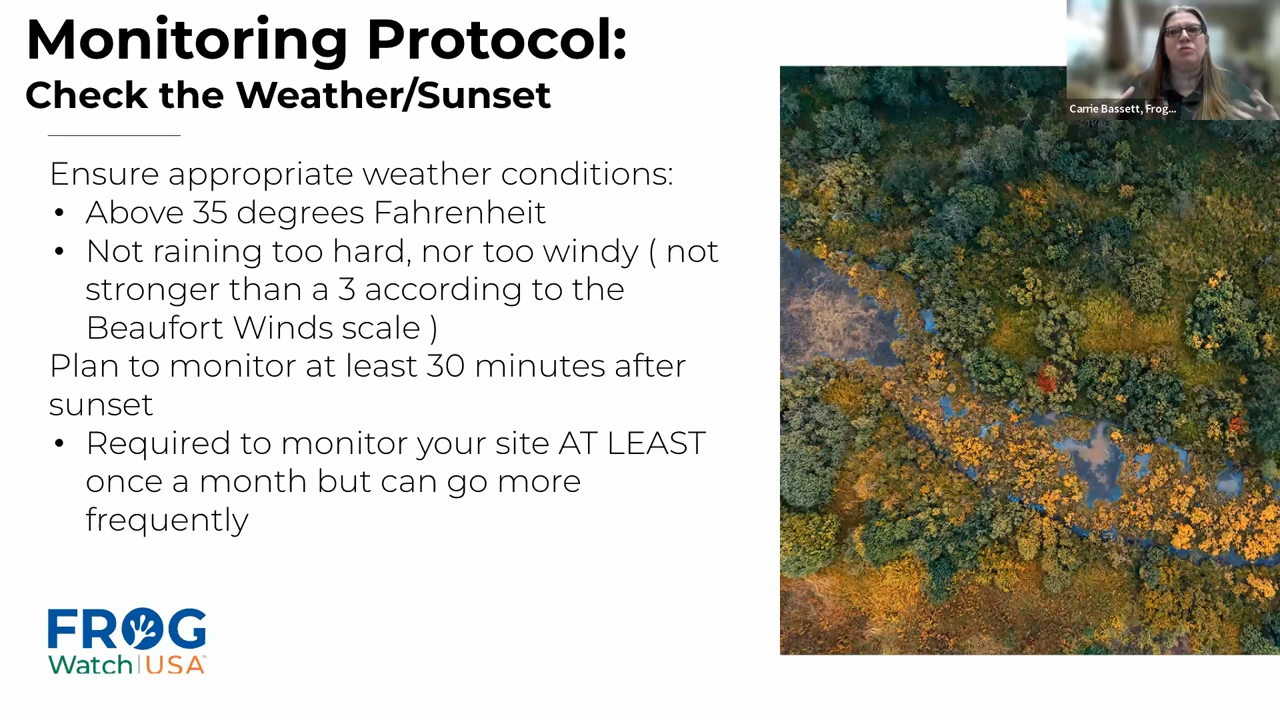 Monitoring Protocol:
Check the Weather/Sunset
Carrie Bassett, Frog...
Ensure appropriate weather conditions:
• Above 35 degrees Fahrenheit
• Not raining too hard, nor too windy ( not
stronger than a 3 according to the
Beaufort Winds scale )
Plan to monitor at least 30 minutes after
sunset
• Required to monitor your site AT LEAST
once a month but can go more
frequently
FROG
Watch|USA™